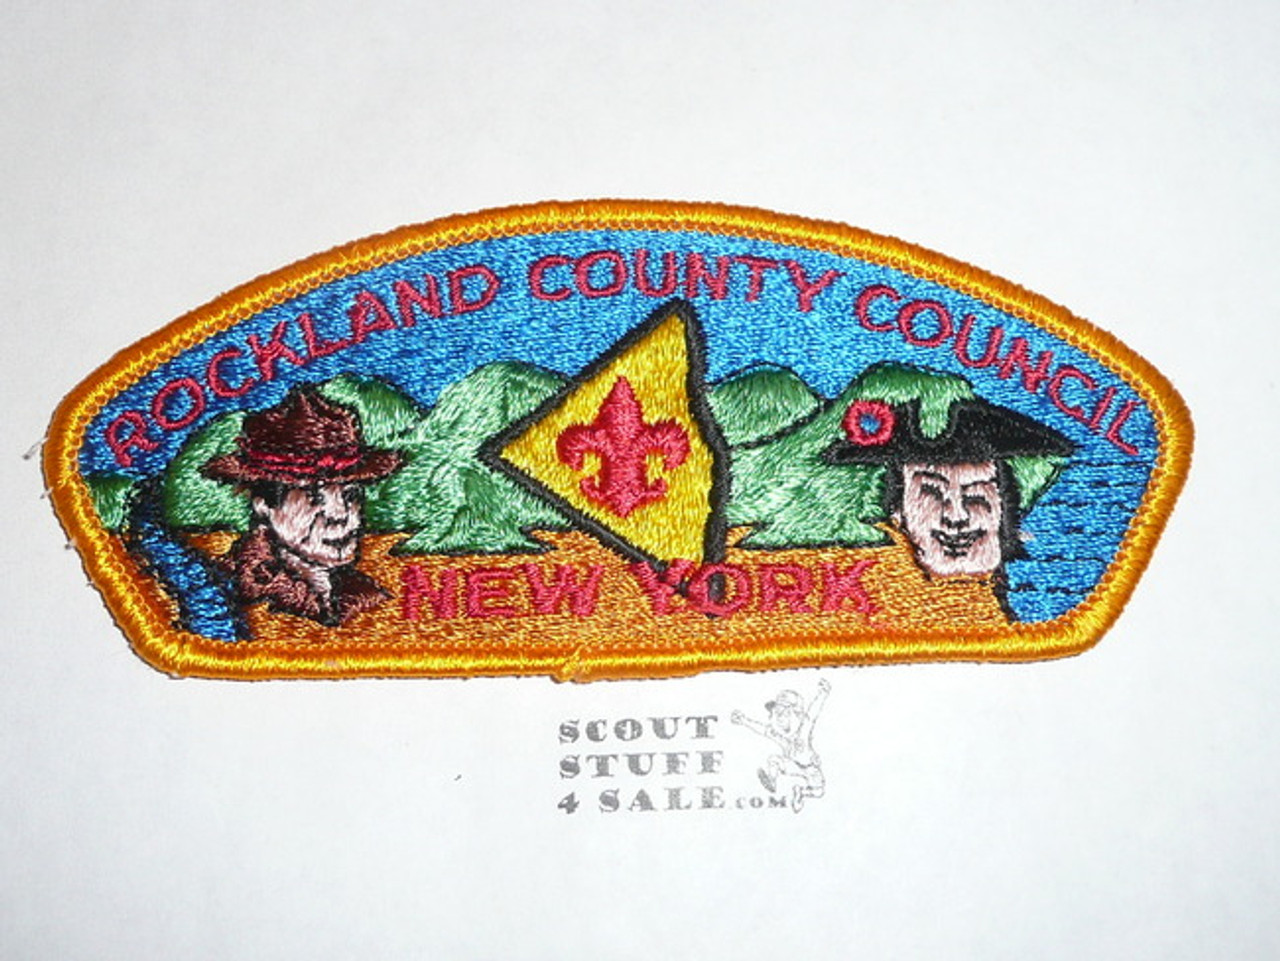 ROCKLAND COUNTY COUNCIL
NEW YORK
SCOUT
STUFF
4 SALE.COM